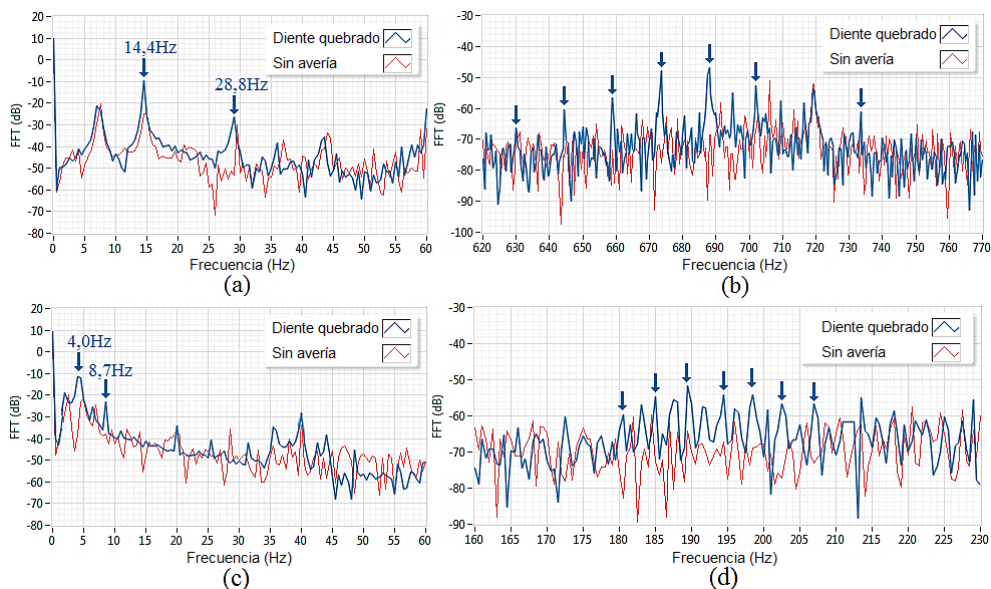 20
10
0
-10
-20
-30
-40
-50
-60
-70
-80
FFT (dB)
14,4Hz
28,8Hz
Diente quebrado
Sin avería
0 5 10 15 20 25 30 35 40 45 50 55 60
Frecuencia (Hz)
(a)
-30
-40
-50
-60
-70
-80
-90
-100
FFT (dB)
Diente quebrado
Sin avería
620 630 640 650 660 670 680 690 700 710 720 730 740 750 760 770
Frecuencia (Hz)
(b)
20
10
0
-10
-20
-30
-40
-50
-60
-70
-80
FFT (dB)
4,0Hz
8,7Hz
Diente quebrado
Sin avería
0 5 10 15 20 25 30 35 40 45 50 55 60
Frecuencia (Hz)
(c)
-30
-40
-50
-60
-70
-80
-90
FFT (dB)
Diente quebrado
Sin avería
160 165 170 175 180 185 190 195 200 205 210 215 220 225 230
Frecuencia (Hz)
(d)